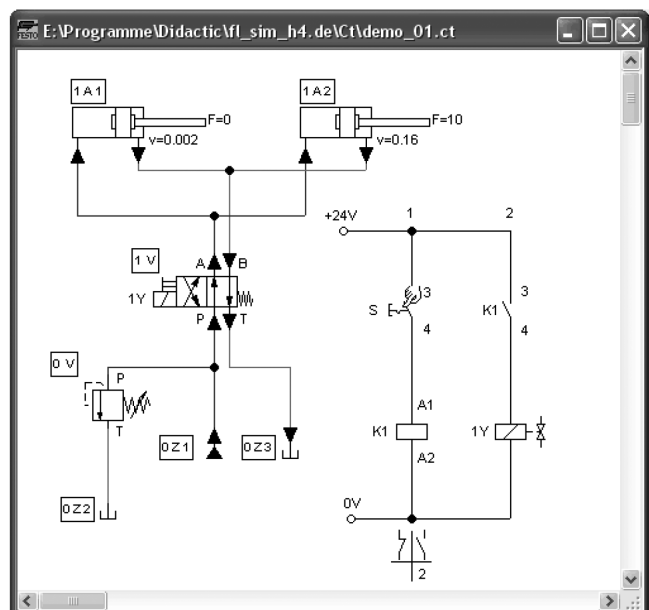 E:\Programme\Didactic\fl_sim_h4.de\Ct\demo_01.ct
FESTO
1A1
1A2
F=0
F=10
v=0.002
v=0.16
+24V
1
2
1V
A
B
1Y
P
T
S
3
4
K1
3
4
0V
P
T
0Z1
0Z3
K1
A1
A2
1Y
0Z2
0V
2